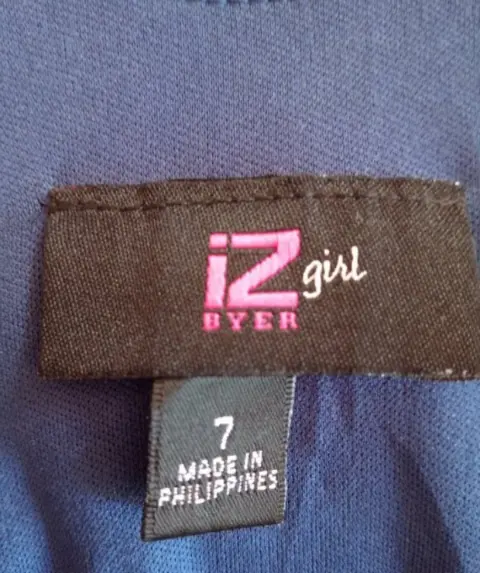 iZ girl
BYER
7
MADE IN
PHILIPPINES